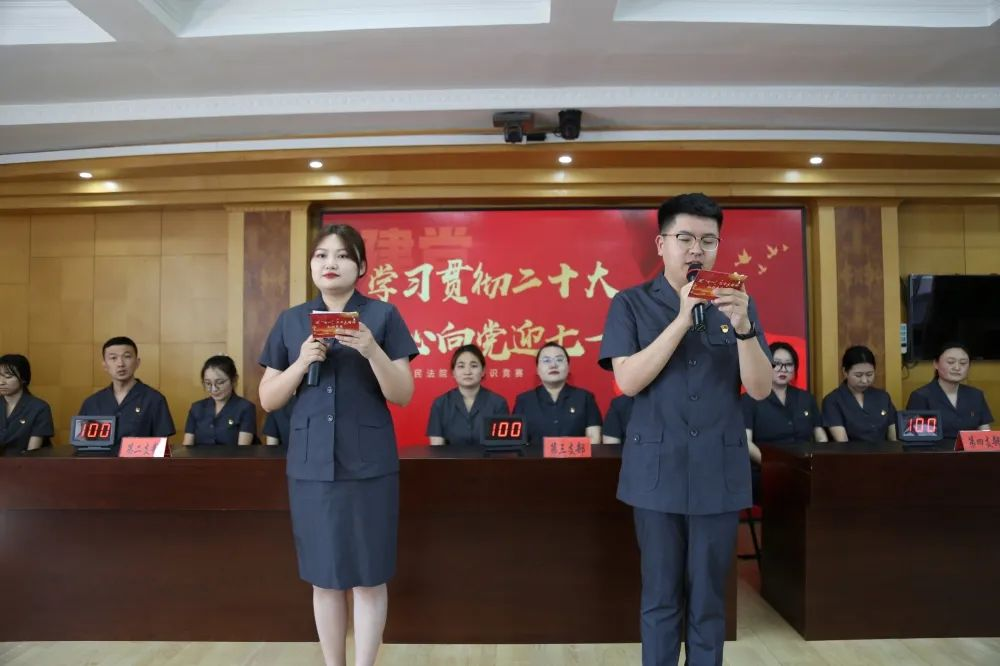 建党
学习贯彻二十大
心向党迎七一
民法院
识竞赛
100
第二支部
100
第三支部
100
第四支部